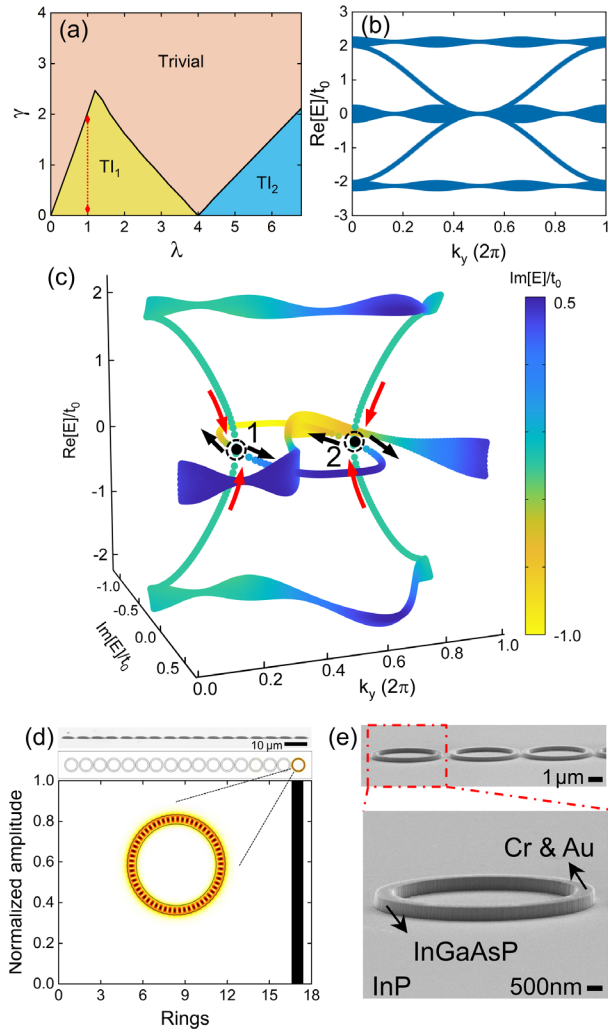 (a)
4
3
2
1
0
γ
Trivial
TI1
TI2
0 1 2 3 4 5 6
λ
(b)
3
2
1
0
-1
-2
-3
Re[E]/t0
0 0.2 0.4 0.6 0.8 1
ky (2π)
(c)
2
1
0
-1
-2
Re[E]/t0
1
2
-1.0
-0.5
0.0
0.5
Im[E]/t0
0.0 0.2 0.4 0.6 0.8 1.0
ky (2π)
Im[E]/t0
0.5
-1.0
(d)
10 μm
1.0
0.8
0.6
0.4
0.2
0.0
Normalized amplitude
0 3 6 9 12 15 18
Rings
(e)
1μm
Cr & Au
InGaAsP
InP
500nm